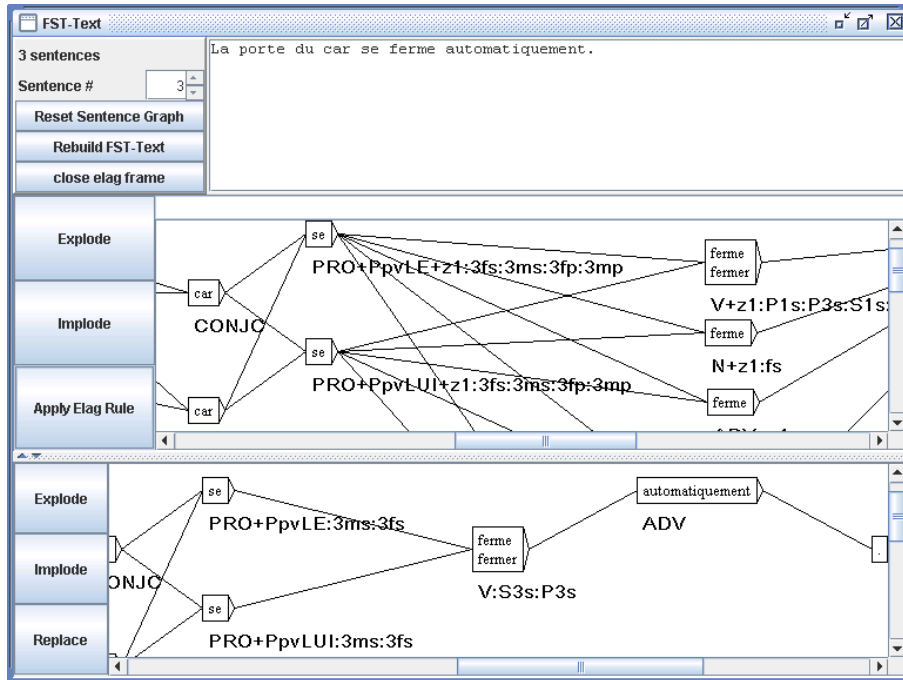 FST-Text
3 sentences
Sentence # 3
Reset Sentence Graph
Rebuild FST-Text
close elag frame
La porte du car se ferme automatiquement.
Explode
Implode
Apply Elag Rule
se
PRO+PpvLE+z1:3fs:3ms:3fp:3mp
car
CONJC
se
PRO+PpvLUI+z1:3fs:3ms:3fp:3mp
car
ferme
fermer
V+z1:P1s:P3s:S1s:
ferme
N+z1:fs
ferme
Explode
Implode
Replace
se
PRO+PpvLE:3ms:3fs
ONJC
se
PRO+PpvLUI:3ms:3fs
ferme
fermer
V:S3s:P3s
automatiquement
ADV
.